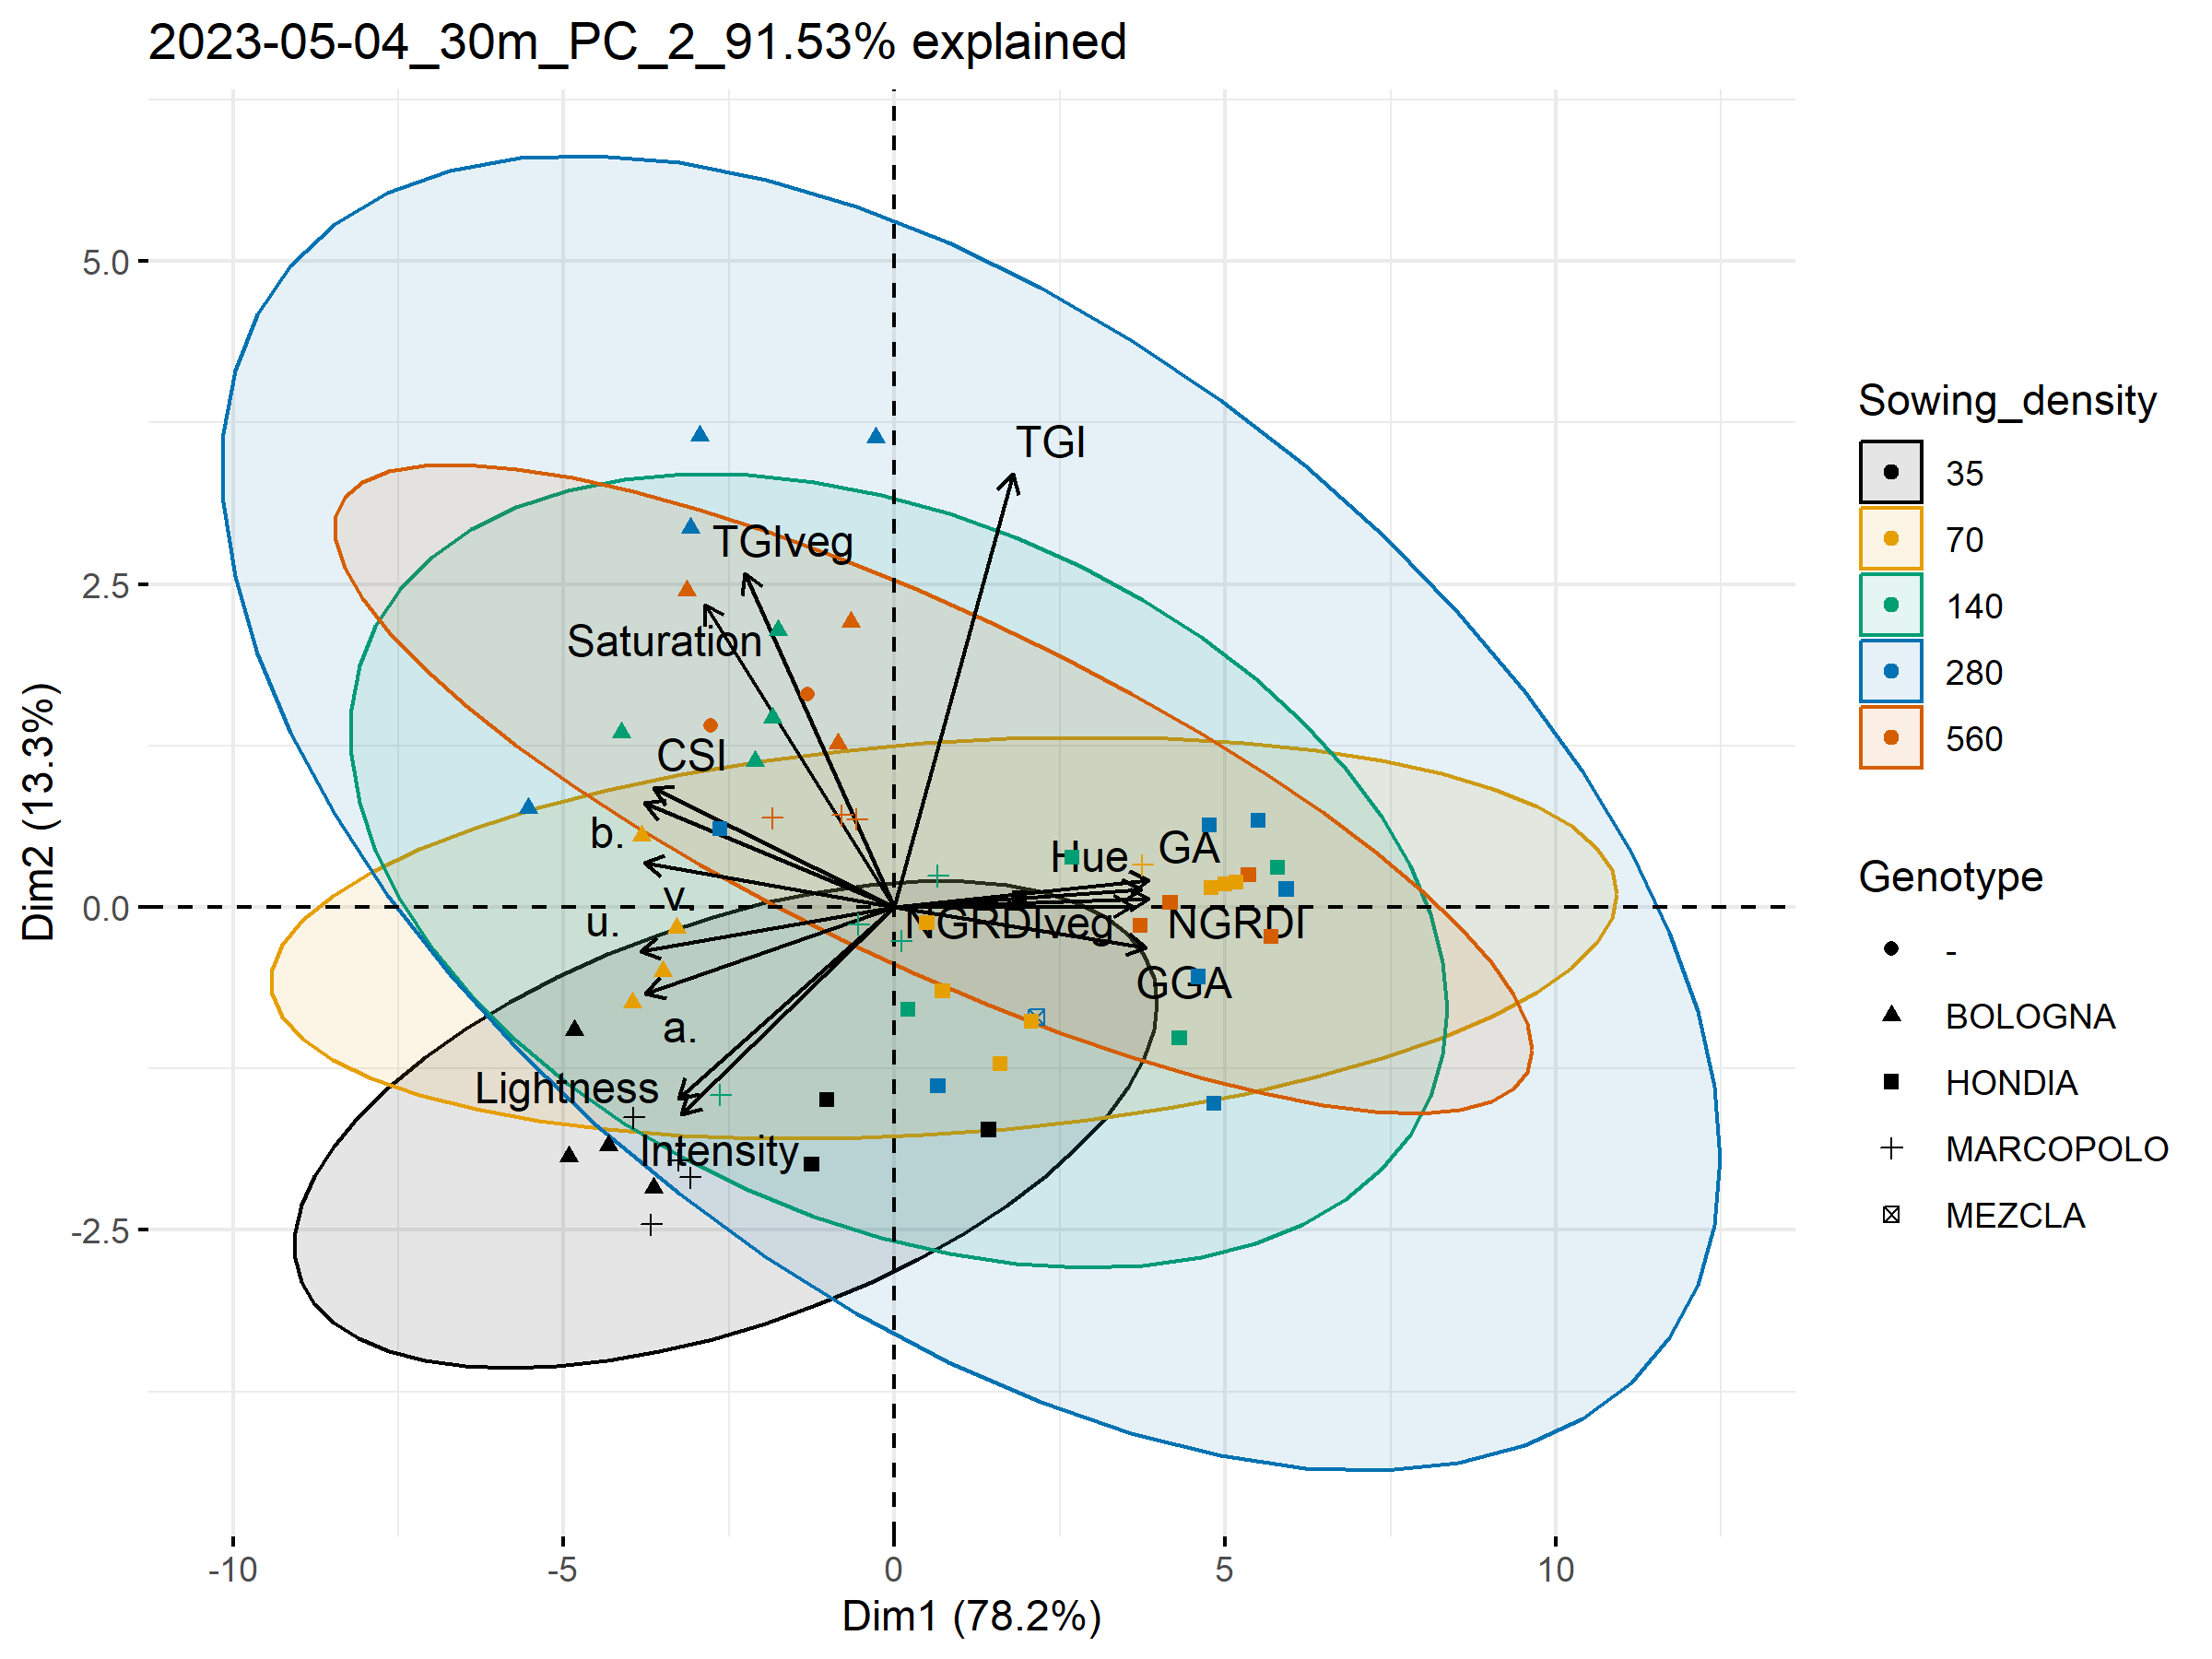 2023-05-04_30m_PC_2_91.53% explained
5.0
2.5
0.0
-2.5
-10
-5
0
5
10
Dim2 (13.3%)
Dim1 (78.2%)
TGI
TGIveg
Saturation
CSI
b.
v.
u.
a.
Lightness
Intensity
Hue
GA
NGRDIveg
NGRDI
GGA
Sowing_density
35
70
140
280
560
Genotype
-
BOLOGNA
HONDIA
MARCOPOLO
MEZCLA